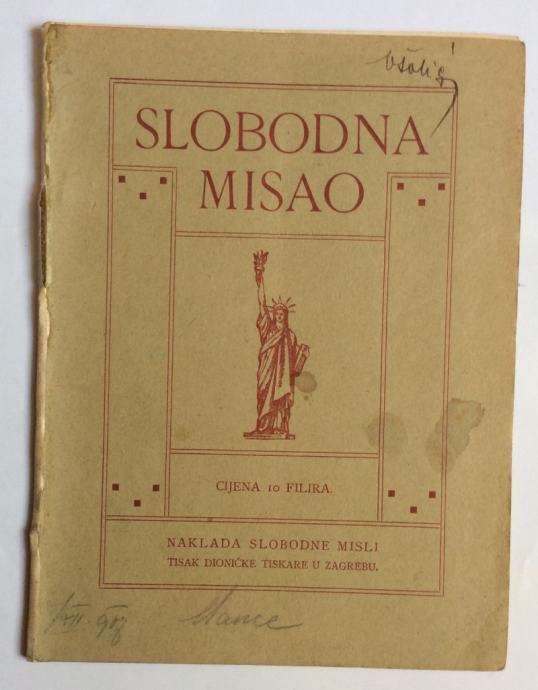 SLOBODNA
MISAO
CIJENA 10 FILIRA.
NAKLADA SLOBODNE MISLI
TISAK DIONIČKE TISKARE U ZAGREBU.